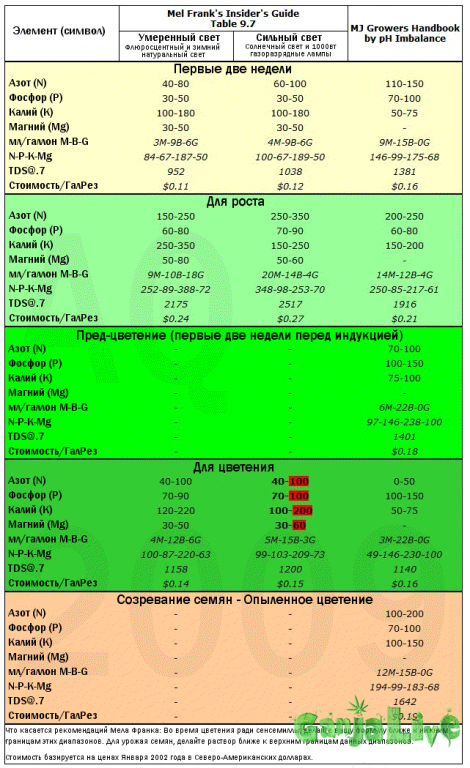 Элемент (символ) Mel Frank's Insider's Guide Table 9.7 MJ Growers Handbook by pH Imbalance
Умеренный свет Сильный свет
Флюросцентный и зимний натуральный свет Солнечный свет и 1000вт газоразрядные лампы
Первые две недели
Азот (N) 40-80 60-100 110-150
Фосфор (P) 30-50 30-50 70-100
Калий (K) 100-180 100-180 50-75
Магний (Mg) 30-50 30-50 -
мл/галлон M-B-G 3M-9B-6G 4M-9B-6G 9M-15B-0G
N-P-K-Mg 84-67-187-50 100-67-189-50 146-99-175-68
TDS@.7 952 1038 1381
Стоимость/ГалРез $0.11 $0.12 $0.16
Для роста
Азот (N) 150-250 250-350 200-250
Фосфор (P) 60-80 70-90 60-80
Калий (K) 250-350 150-250 150-200
Магний (Mg) 50-80 50-60 -
мл/галлон M-B-G 9M-10B-18G 20M-14B-4G 14M-12B-4G
N-P-K-Mg 252-89-388-72 348-98-253-70 250-85-217-61
TDS@.7 2175 2517 1916
Стоимость/ГалРез $0.24 $0.27 $0.21
Пред-цветение (первые две недели перед индукцией)
Азот (N) - - 70-100
Фосфор (P) - - 100-150
Калий (K) - - 75-100
Магний (Mg) - - -
мл/галлон M-B-G - - 6M-22B-0G
N-P-K-Mg - - 97-146-238-100
TDS@.7 - - 1401
Стоимость/ГалРез - - $0.18
Для цветения
Азот (N) 40-100 40-100 0-50
Фосфор (P) 70-90 70-100 100-150
Калий (K) 120-220 100-200 50-75
Магний (Mg) 30-50 30-60 -
мл/галлон M-B-G 4M-12B-6G 5M-15B-3G 3M-22B-0G
N-P-K-Mg 100-87-220-63 99-103-209-73 49-146-230-100
TDS@.7 1158 1200 1140
Стоимость/ГалРез $0.14 $0.15 $0.16
Созревание семян - Опыленное цветение
Азот (N) - - 100-200
Фосфор (P) - - 70-100
Калий (K) - - 100-150
Магний (Mg) - - -
мл/галлон M-B-G - - 12M-15B-0G
N-P-K-Mg - - 194-99-183-68
TDS@.7 - - 1642
Стоимость/ГалРез - - $0.19
Что касается рекомендаций Мела Франка: Во время цветения ради сенсимильи, делайте вашу формулу ближе к нижним
границам этих диапазонов. Для урожая семян, делайте раствор ближе к верхним границам данных диапазонов.
Стоимость базируется на ценах Января 2002 года в Северо-Американских долларах.
GanjaLive
AQ
2009